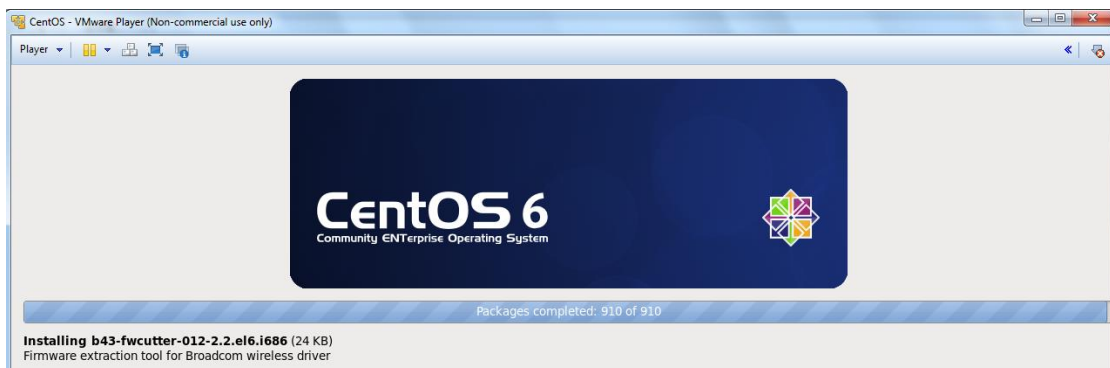 CentOS - VMware Player (Non-commercial use only)
Player
CentOS 6
Community ENTerprise Operating System
Packages completed: 910 of 910
Installing b43-fwcutter-012-2.2.el6.i686 (24 KB)
Firmware extraction tool for Broadcom wireless driver